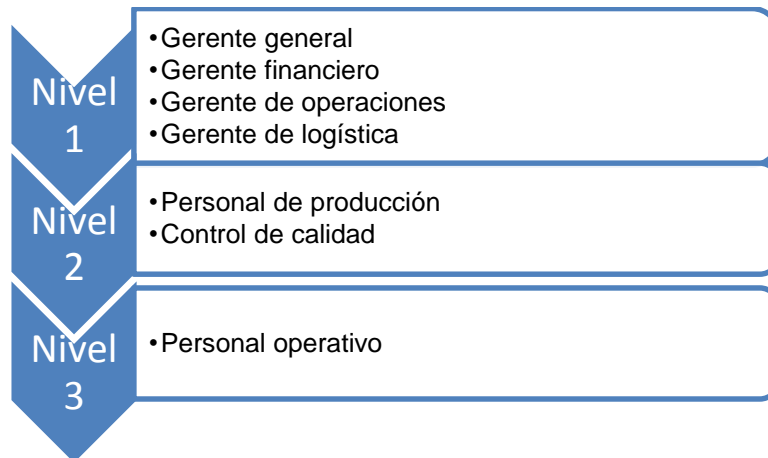 Nivel
1
•Gerente general
•Gerente financiero
•Gerente de operaciones
•Gerente de logística
Nivel
2
•Personal de producción
•Control de calidad
Nivel
3
•Personal operativo